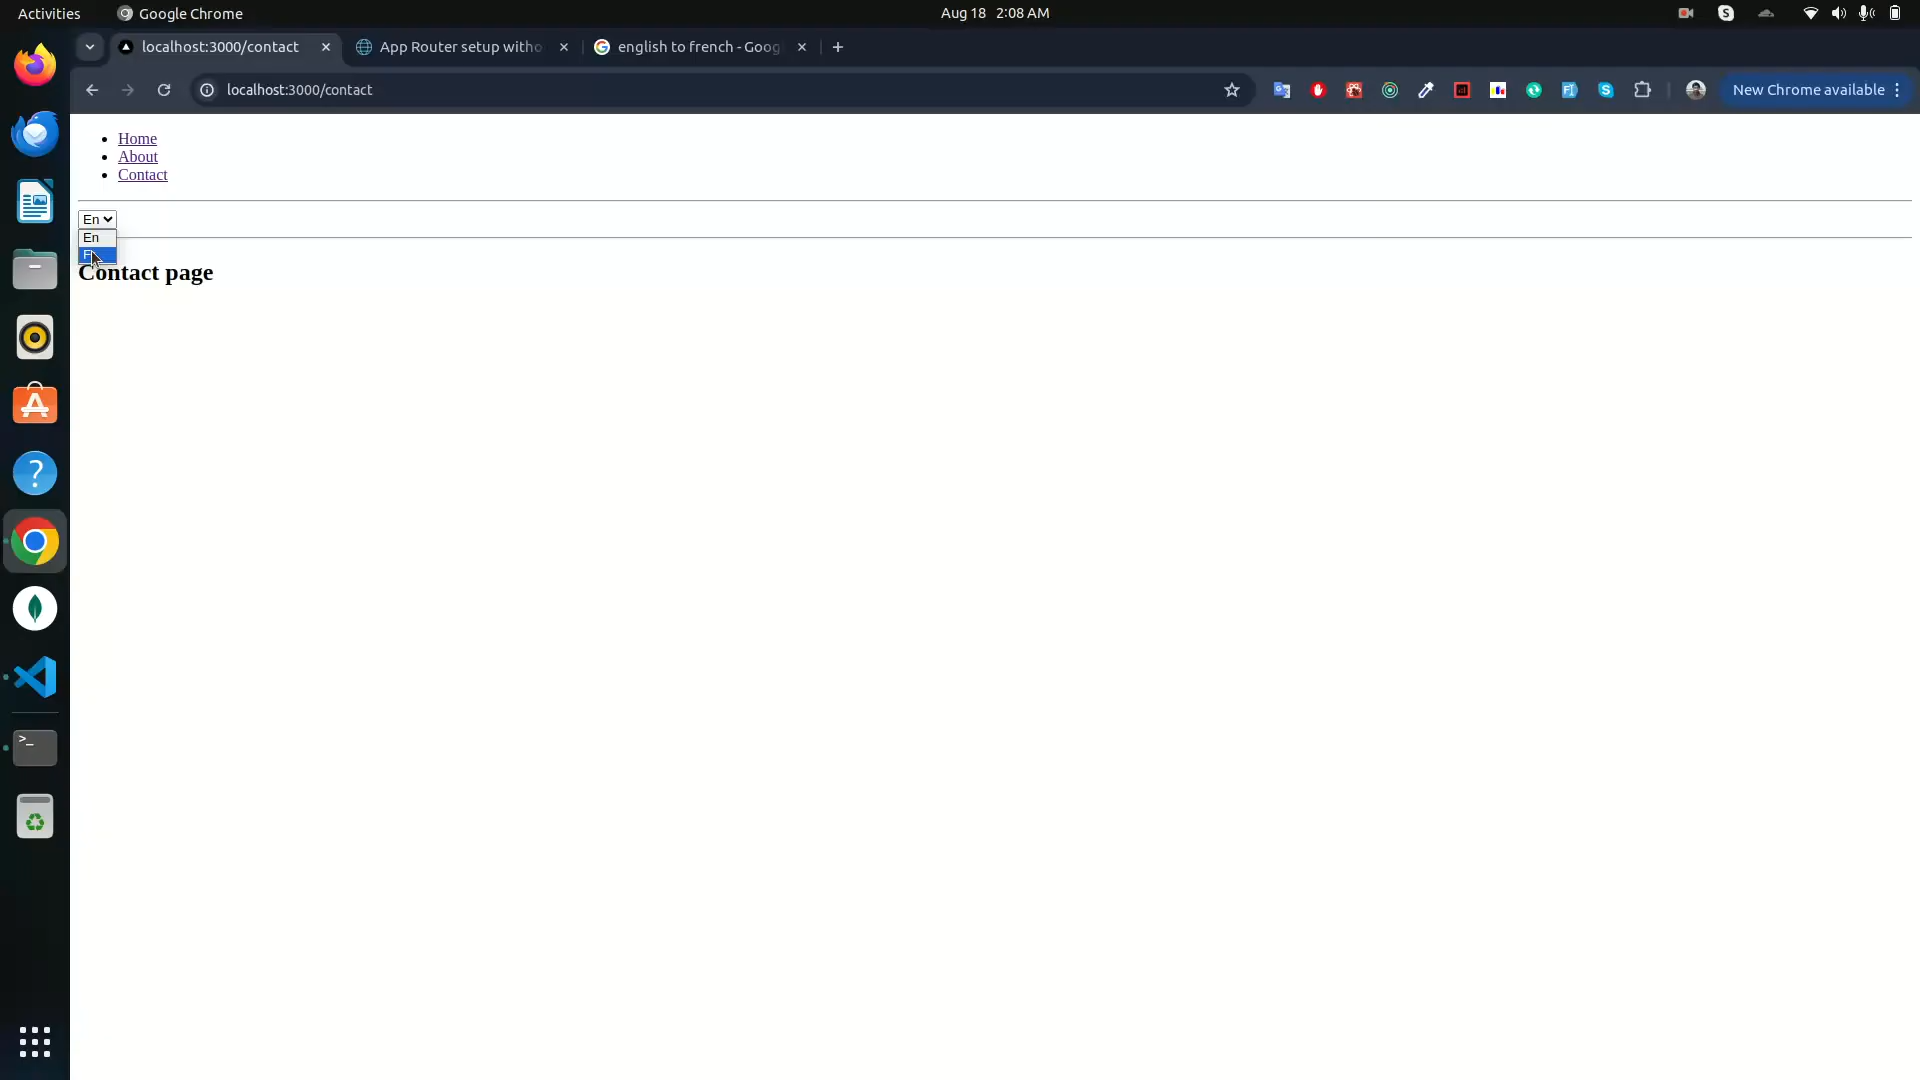 Activities
Google Chrome
Aug 18 2:08 AM
localhost:3000/contact
App Router setup witho
english to french - Goog
localhost:3000/contact
New Chrome available
Home
About
Contact
En
En
Contact page